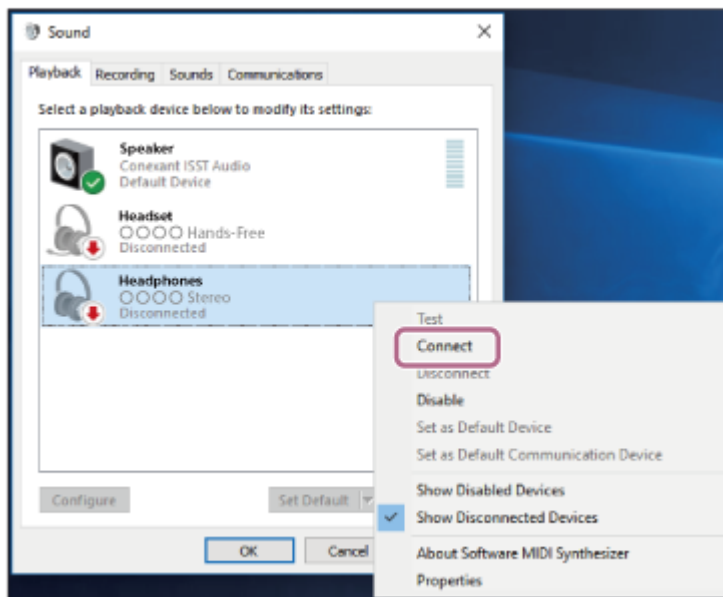 Sound
Playback Recording Sounds Communications
Select a playback device below to modify its settings:
Speaker
Conexant ISST Audio
Default Device
Headset
○○○○ Hands-Free
Disconnected
Headphones
○○○○ Stereo
Disconnected
Test
Connect
Disconnect
Disable
Set as Default Device
Set as Default Communication Device
Show Disabled Devices
Show Disconnected Devices
About Software MIDI Synthesizer
Properties
Configure Set Default
OK Cancel